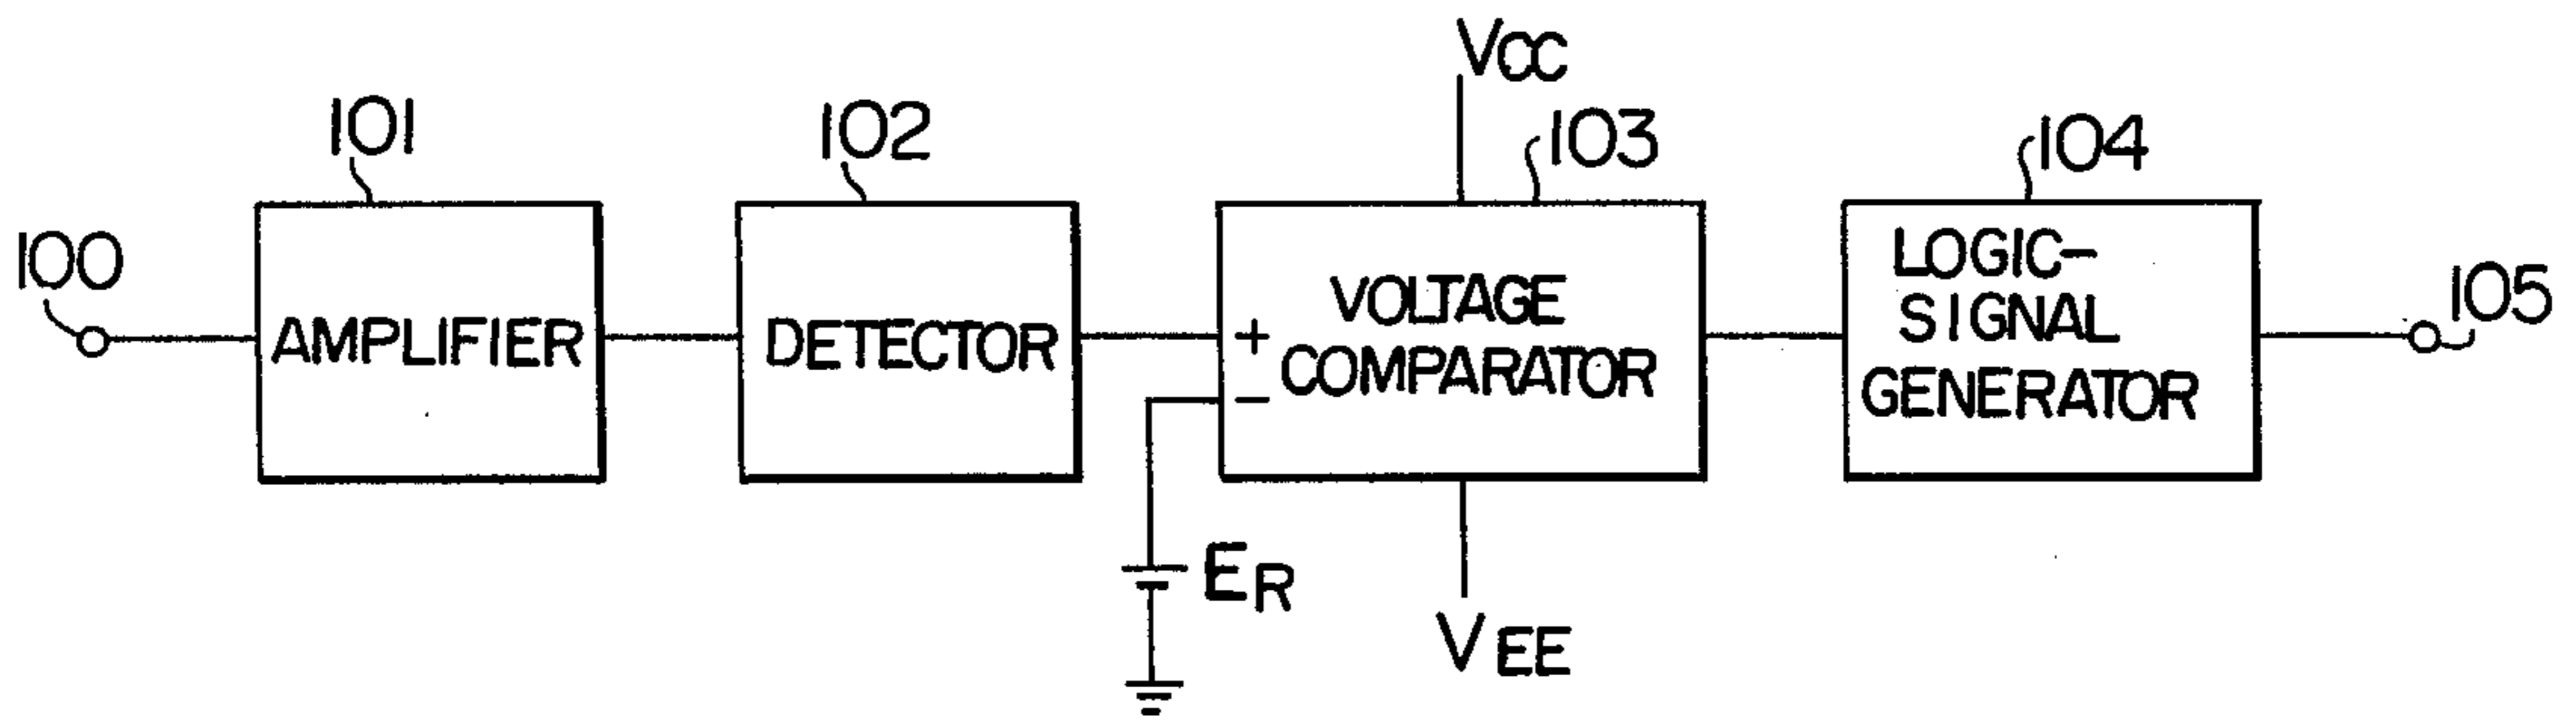 VCC
101
102
103
104
100
105
AMPLIFIER
DETECTOR
+
−
VOLTAGE
COMPARATOR
LOGIC-
SIGNAL
GENERATOR
ER
VEE